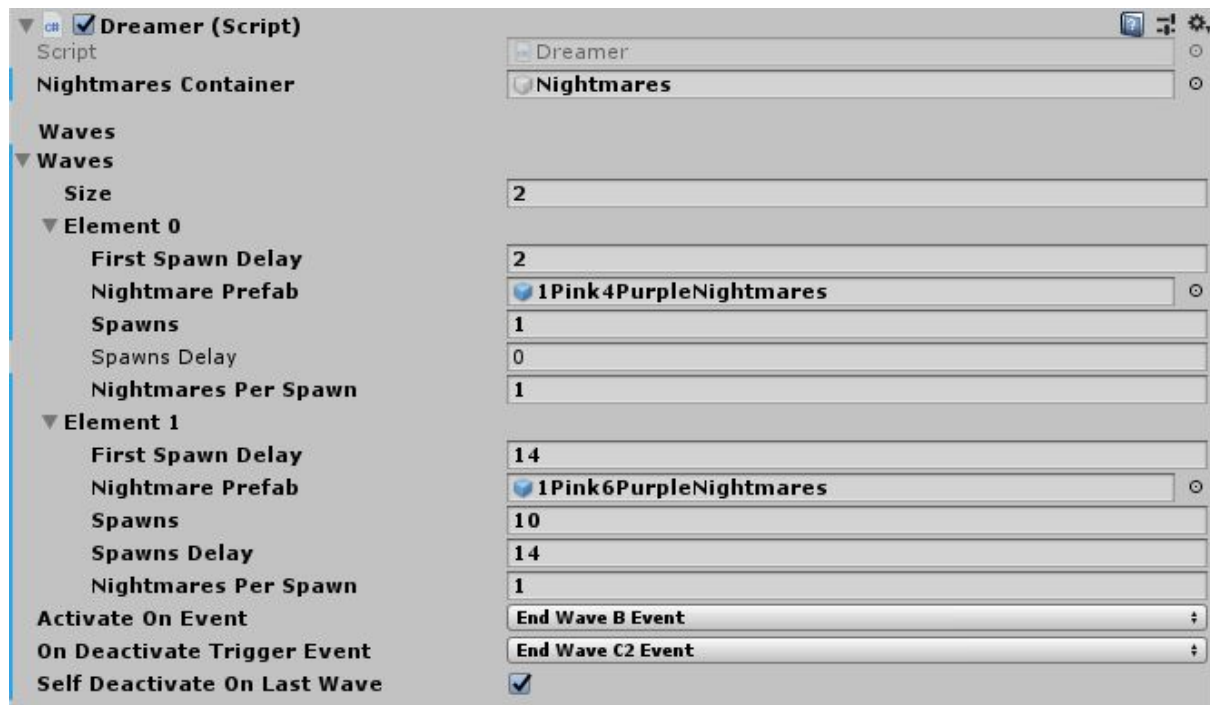 Dreamer (Script)
Script Dreamer
Nightmares Container Nightmares
Waves
Waves
Size 2
Element 0
First Spawn Delay 2
Nightmare Prefab 1Pink4PurpleNightmares
Spawns 1
Spawns Delay 0
Nightmares Per Spawn 1
Element 1
First Spawn Delay 14
Nightmare Prefab 1Pink6PurpleNightmares
Spawns 10
Spawns Delay 14
Nightmares Per Spawn 1
Activate On Event End Wave B Event
On Deactivate Trigger Event End Wave C2 Event
Self Deactivate On Last Wave